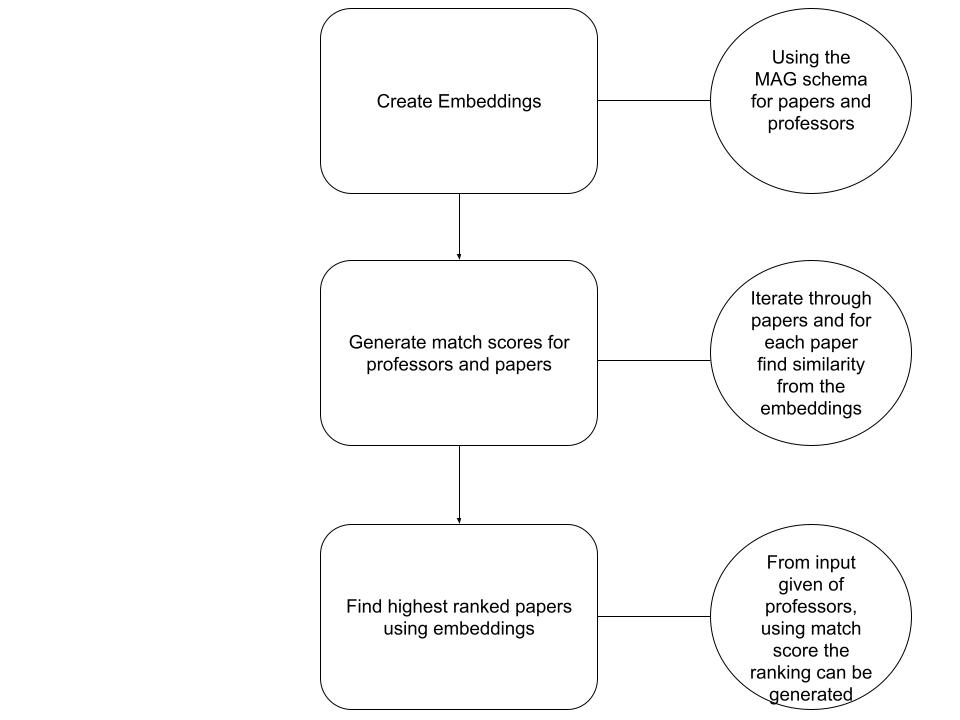 Create Embeddings
Using the
MAG schema
for papers and
professors
Generate match scores for
professors and papers
Iterate through
papers and for
each paper
find similarity
from the
embeddings
Find highest ranked papers
using embeddings
From input
given of
professors,
using match
score the
ranking can be
generated